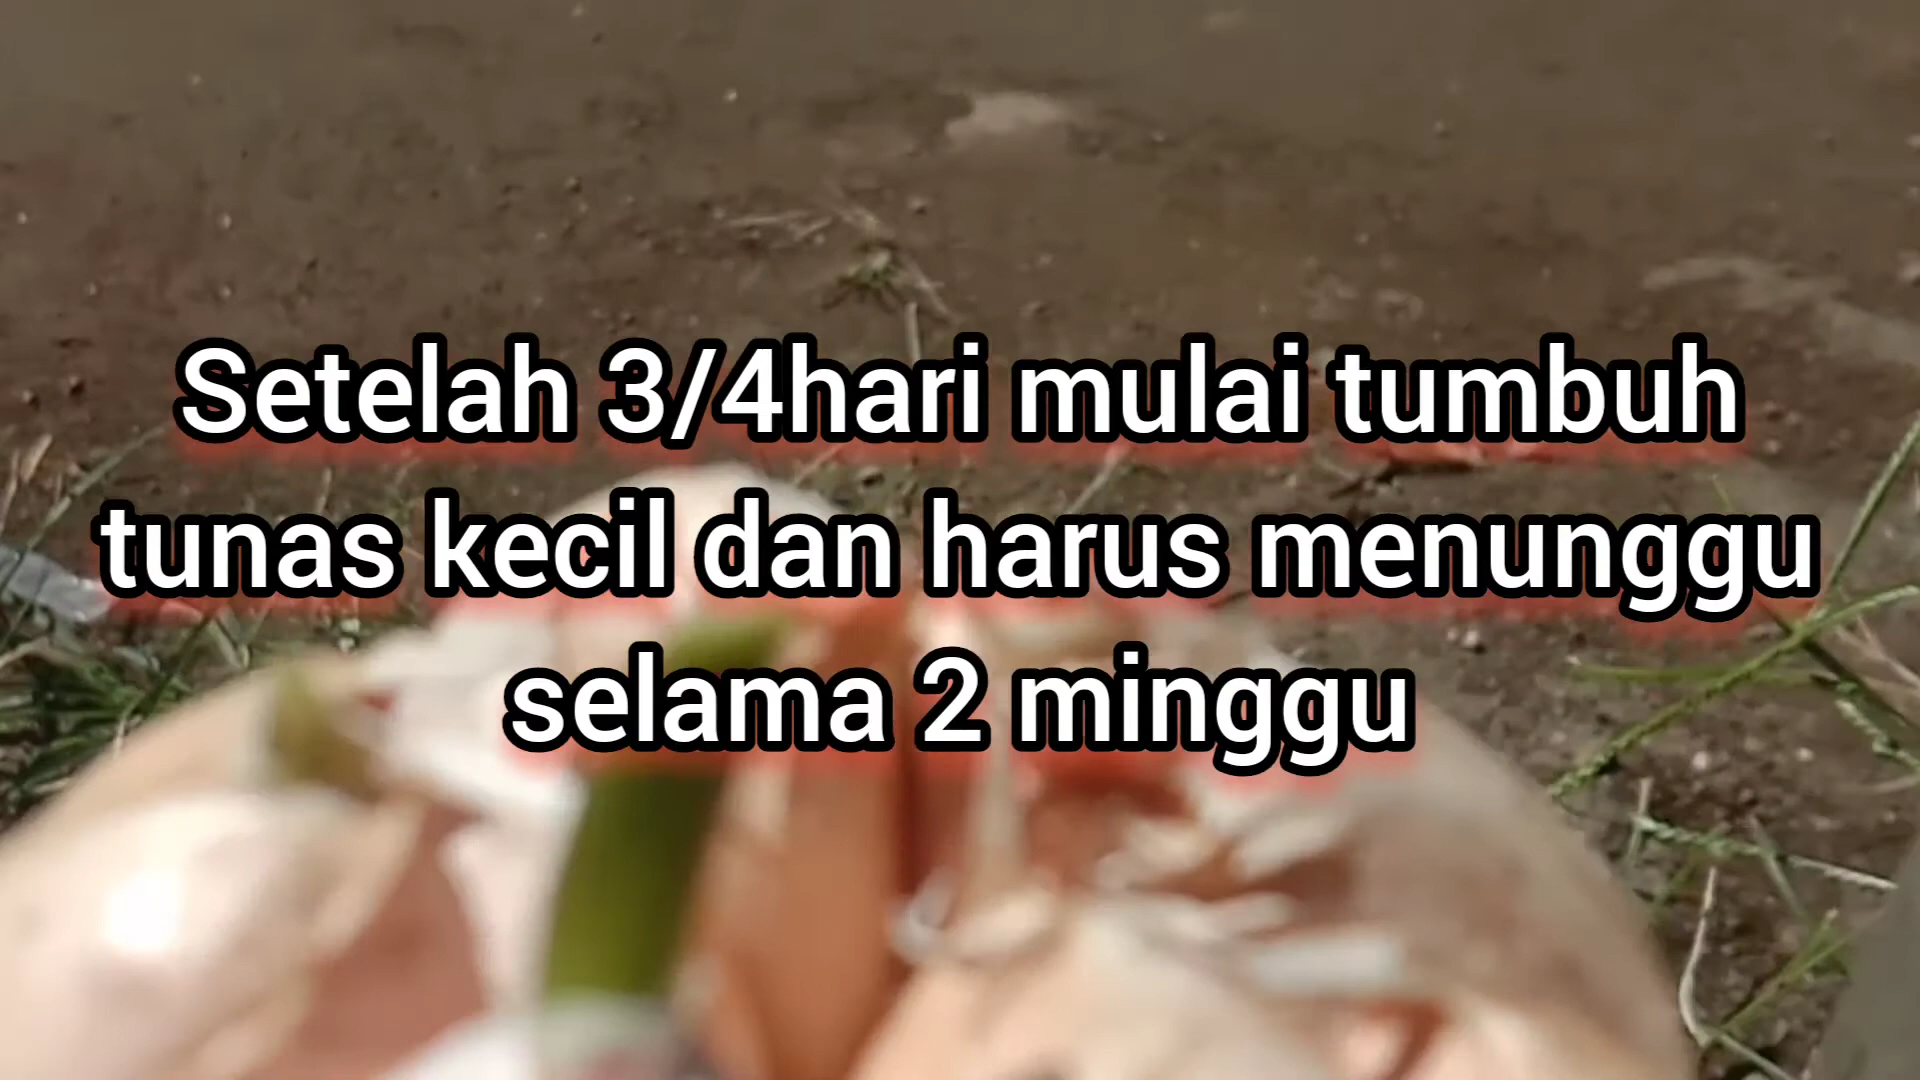 Setelah 3/4hari mulai tumbuh
tunas kecil dan harus menunggu
selama 2 minggu